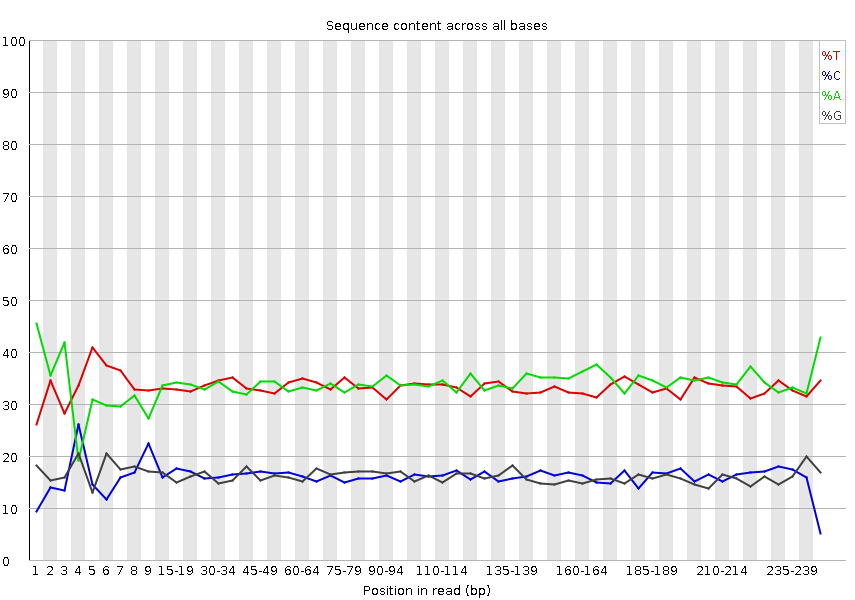 Sequence content across all bases
100
90
80
70
60
50
40
30
20
10
0
%T
%C
%A
%G
1 2 3 4 5 6 7 8 9 15-19 30-34 45-49 60-64 75-79 90-94 110-114 135-139 160-164 185-189 210-214 235-239
Position in read (bp)